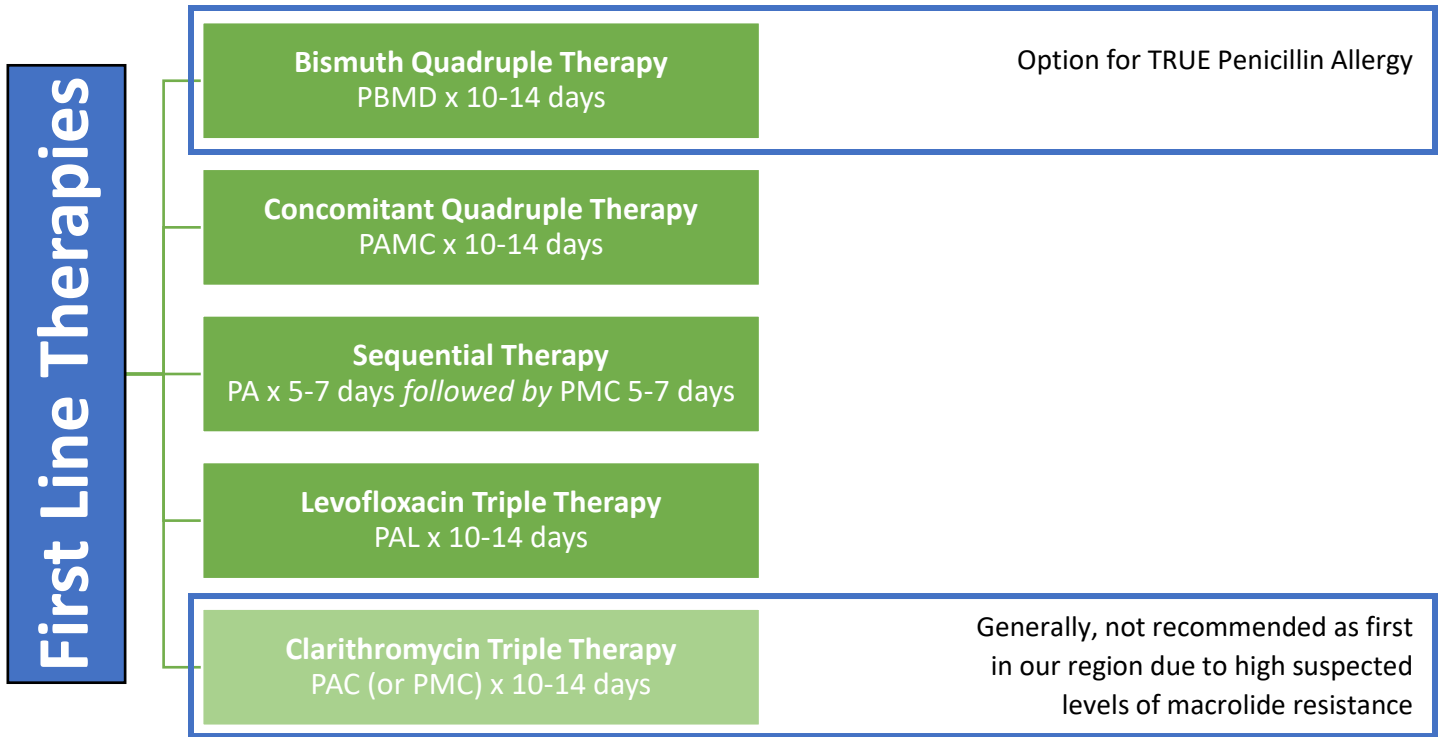 First Line Therapies
Bismuth Quadruple Therapy
PBMD x 10-14 days
Option for TRUE Penicillin Allergy
Concomitant Quadruple Therapy
PAMC x 10-14 days
Sequential Therapy
PA x 5-7 days followed by PMC 5-7 days
Levofloxacin Triple Therapy
PAL x 10-14 days
Clarithromycin Triple Therapy
PAC (or PMC) x 10-14 days
Generally, not recommended as first
in our region due to high suspected
levels of macrolide resistance